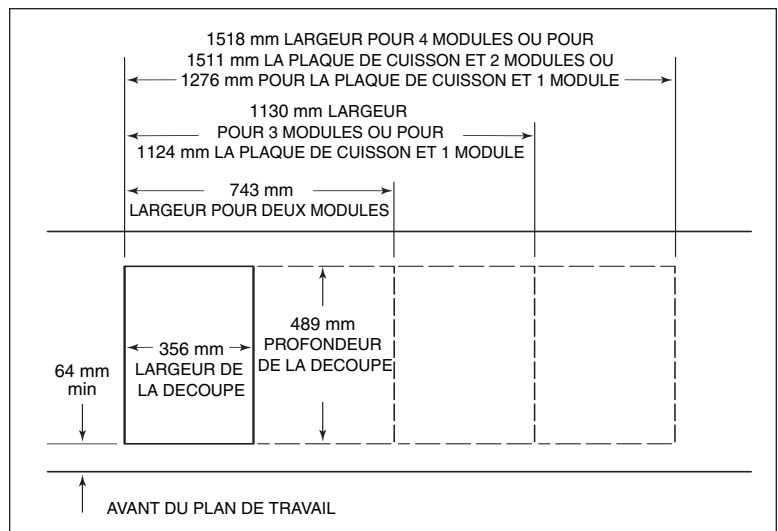 1518 mm LARGEUR POUR 4 MODULES OU POUR
1511 mm LA PLAQUE DE CUISSON ET 2 MODULES OU
1276 mm POUR LA PLAQUE DE CUISSON ET 1 MODULE
1130 mm LARGEUR
POUR 3 MODULES OU POUR
1124 mm LA PLAQUE DE CUISSON ET 1 MODULE
743 mm
LARGEUR POUR DEUX MODULES
356 mm
LARGEUR DE
LA DECOUPE
489 mm
PROFONDEUR
DE LA DECOUPE
64 mm
min
AVANT DU PLAN DE TRAVAIL